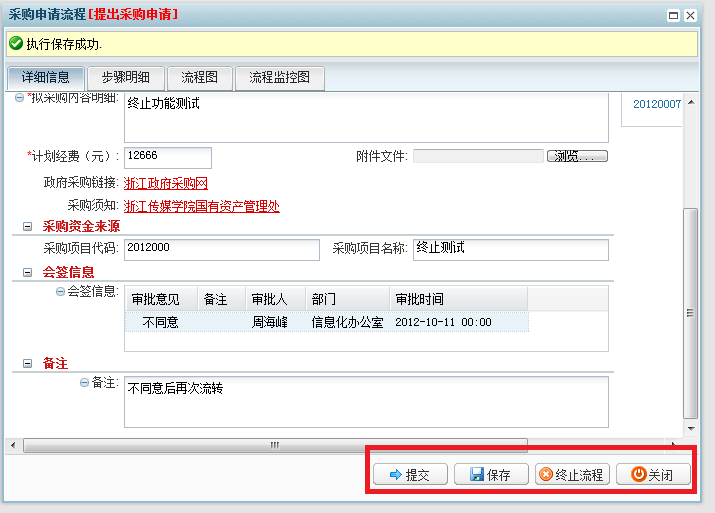 采购申请流程[提出采购申请]
执行保存成功.
详细信息 步骤明细 流程图 流程监控图
*拟采购内容明细: 终止功能测试 20120007
*计划经费（元）: 12666 附件文件: 浏览...
政府采购链接: 浙江政府采购网
采购须知: 浙江传媒学院国有资产管理处
采购资金来源
采购项目代码: 2012000 采购项目名称: 终止测试
会签信息
会签信息: 审批意见 备注 审批人 部门 审批时间
不同意 周海峰 信息化办公室 2012-10-11 00:00
备注
备注: 不同意后再次流转
提交 保存 终止流程 关闭